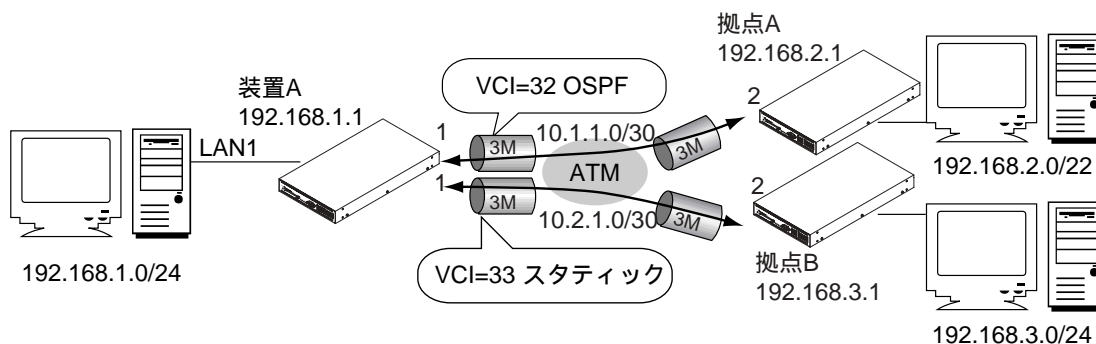 拠点A
192.168.2.1
VCI=32 OSPF
装置A
192.168.1.1
2
1
10.1.1.0/30
LAN1
3M
3M
ATM
192.168.2.0/22
1
2
3M
3M
10.2.1.0/30
192.168.1.0/24
VCI=33 スタティック
拠点B
192.168.3.1
192.168.3.0/24